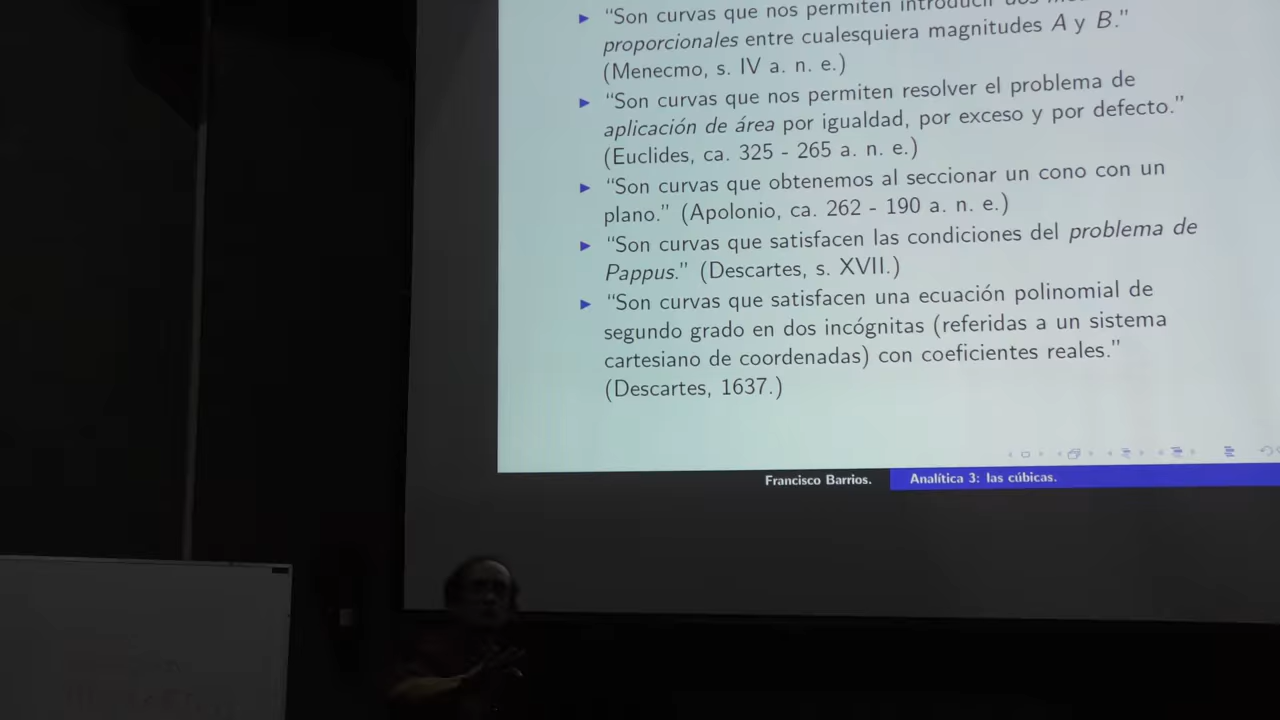 ▶ “Son curvas que nos permiten introducir dos
proporcionales entre cualesquiera magnitudes A y B.”
(Menecmo, s. IV a. n. e.)
▶ “Son curvas que nos permiten resolver el problema de
aplicación de área por igualdad, por exceso y por defecto.”
(Euclides, ca. 325 - 265 a. n. e.)
▶ “Son curvas que obtenemos al seccionar un cono con un
plano.” (Apolonio, ca. 262 - 190 a. n. e.)
▶ “Son curvas que satisfacen las condiciones del problema de
Pappus.” (Descartes, s. XVII.)
▶ “Son curvas que satisfacen una ecuación polinomial de
segundo grado en dos incógnitas (referidas a un sistema
cartesiano de coordenadas) con coeficientes reales.”
(Descartes, 1637.)
Francisco Barrios. Analítica 3: las cúbicas.